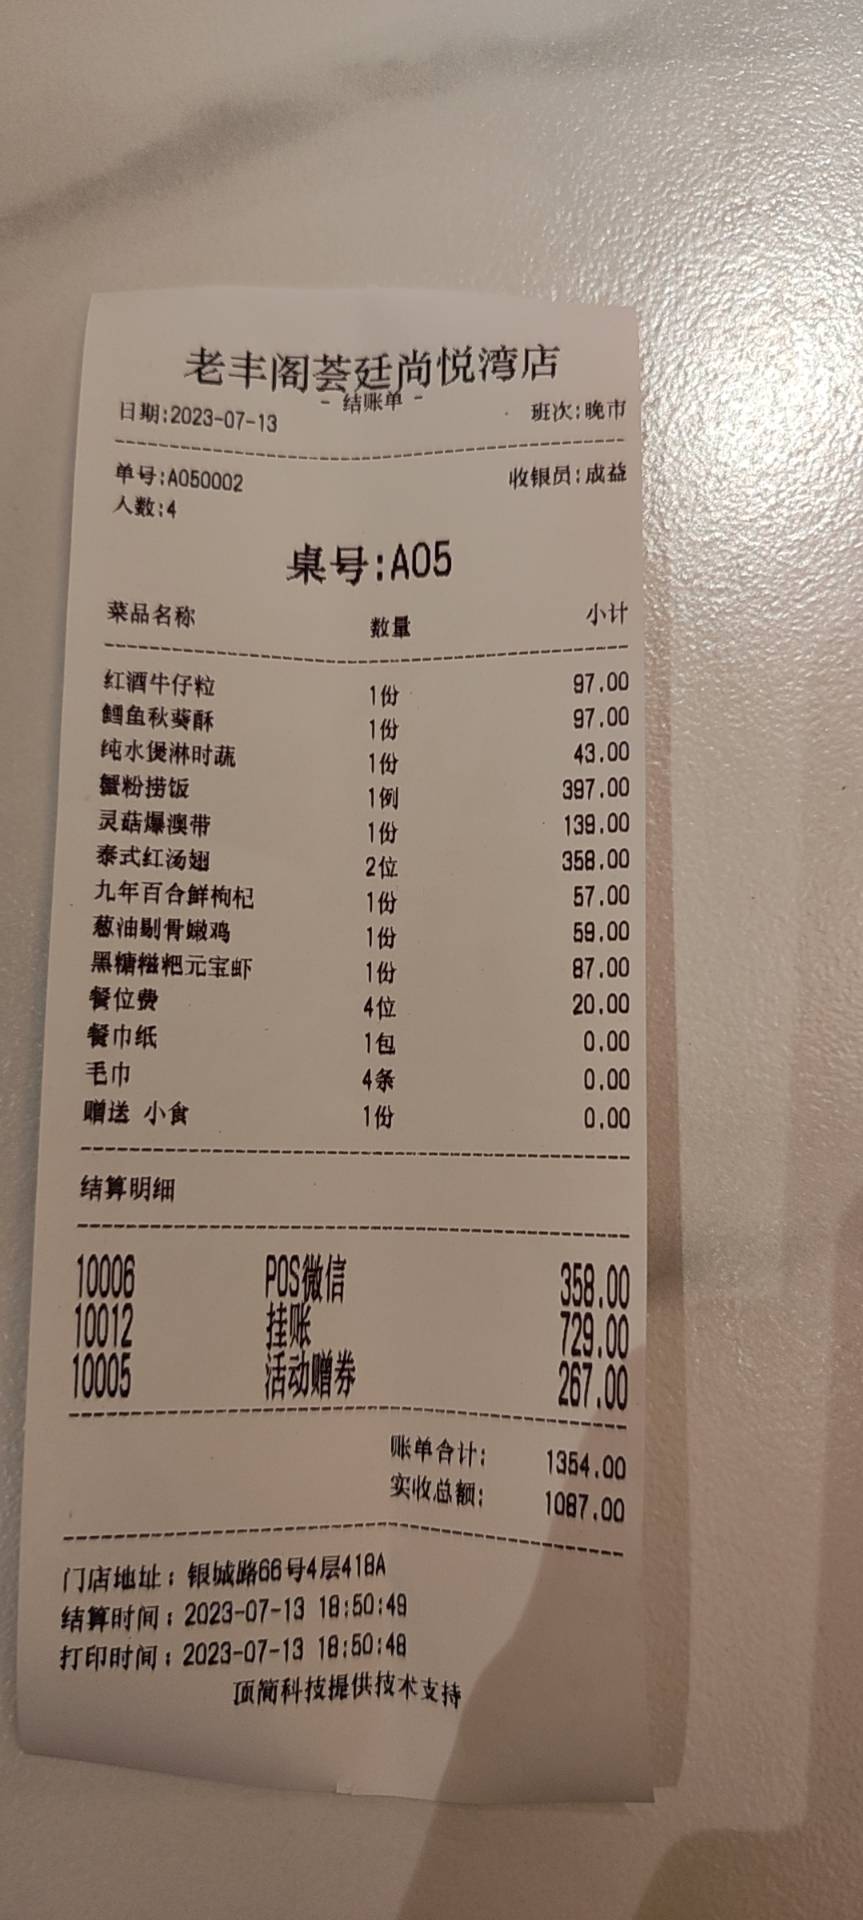 老丰阁荟廷尚悦湾店
- 结账单 -
日期:2023-07-13 班次:晚市
单号:A050002 收银员:成益
人数:4
桌号:A05
菜品名称 数量 小计
红酒牛仔粒 1份 97.00
鳕鱼秋葵酥 1份 97.00
纯水煲淋时蔬 1份 43.00
蟹粉捞饭 1例 397.00
灵菇爆澳带 1份 139.00
泰式红汤翅 2位 358.00
九年百合鲜枸杞 1份 57.00
葱油剔骨嫩鸡 1份 59.00
黑糖糍粑元宝虾 1份 87.00
餐位费 4位 20.00
餐巾纸 1包 0.00
毛巾 4条 0.00
赠送 小食 1份 0.00
结算明细
10006 POS微信 358.00
10012 挂账 729.00
10005 活动赠券 267.00
账单合计: 1354.00
实收总额: 1087.00
门店地址：银城路66号4层418A
结算时间：2023-07-13 18:50:49
打印时间：2023-07-13 18:50:48
顶简科技提供技术支持